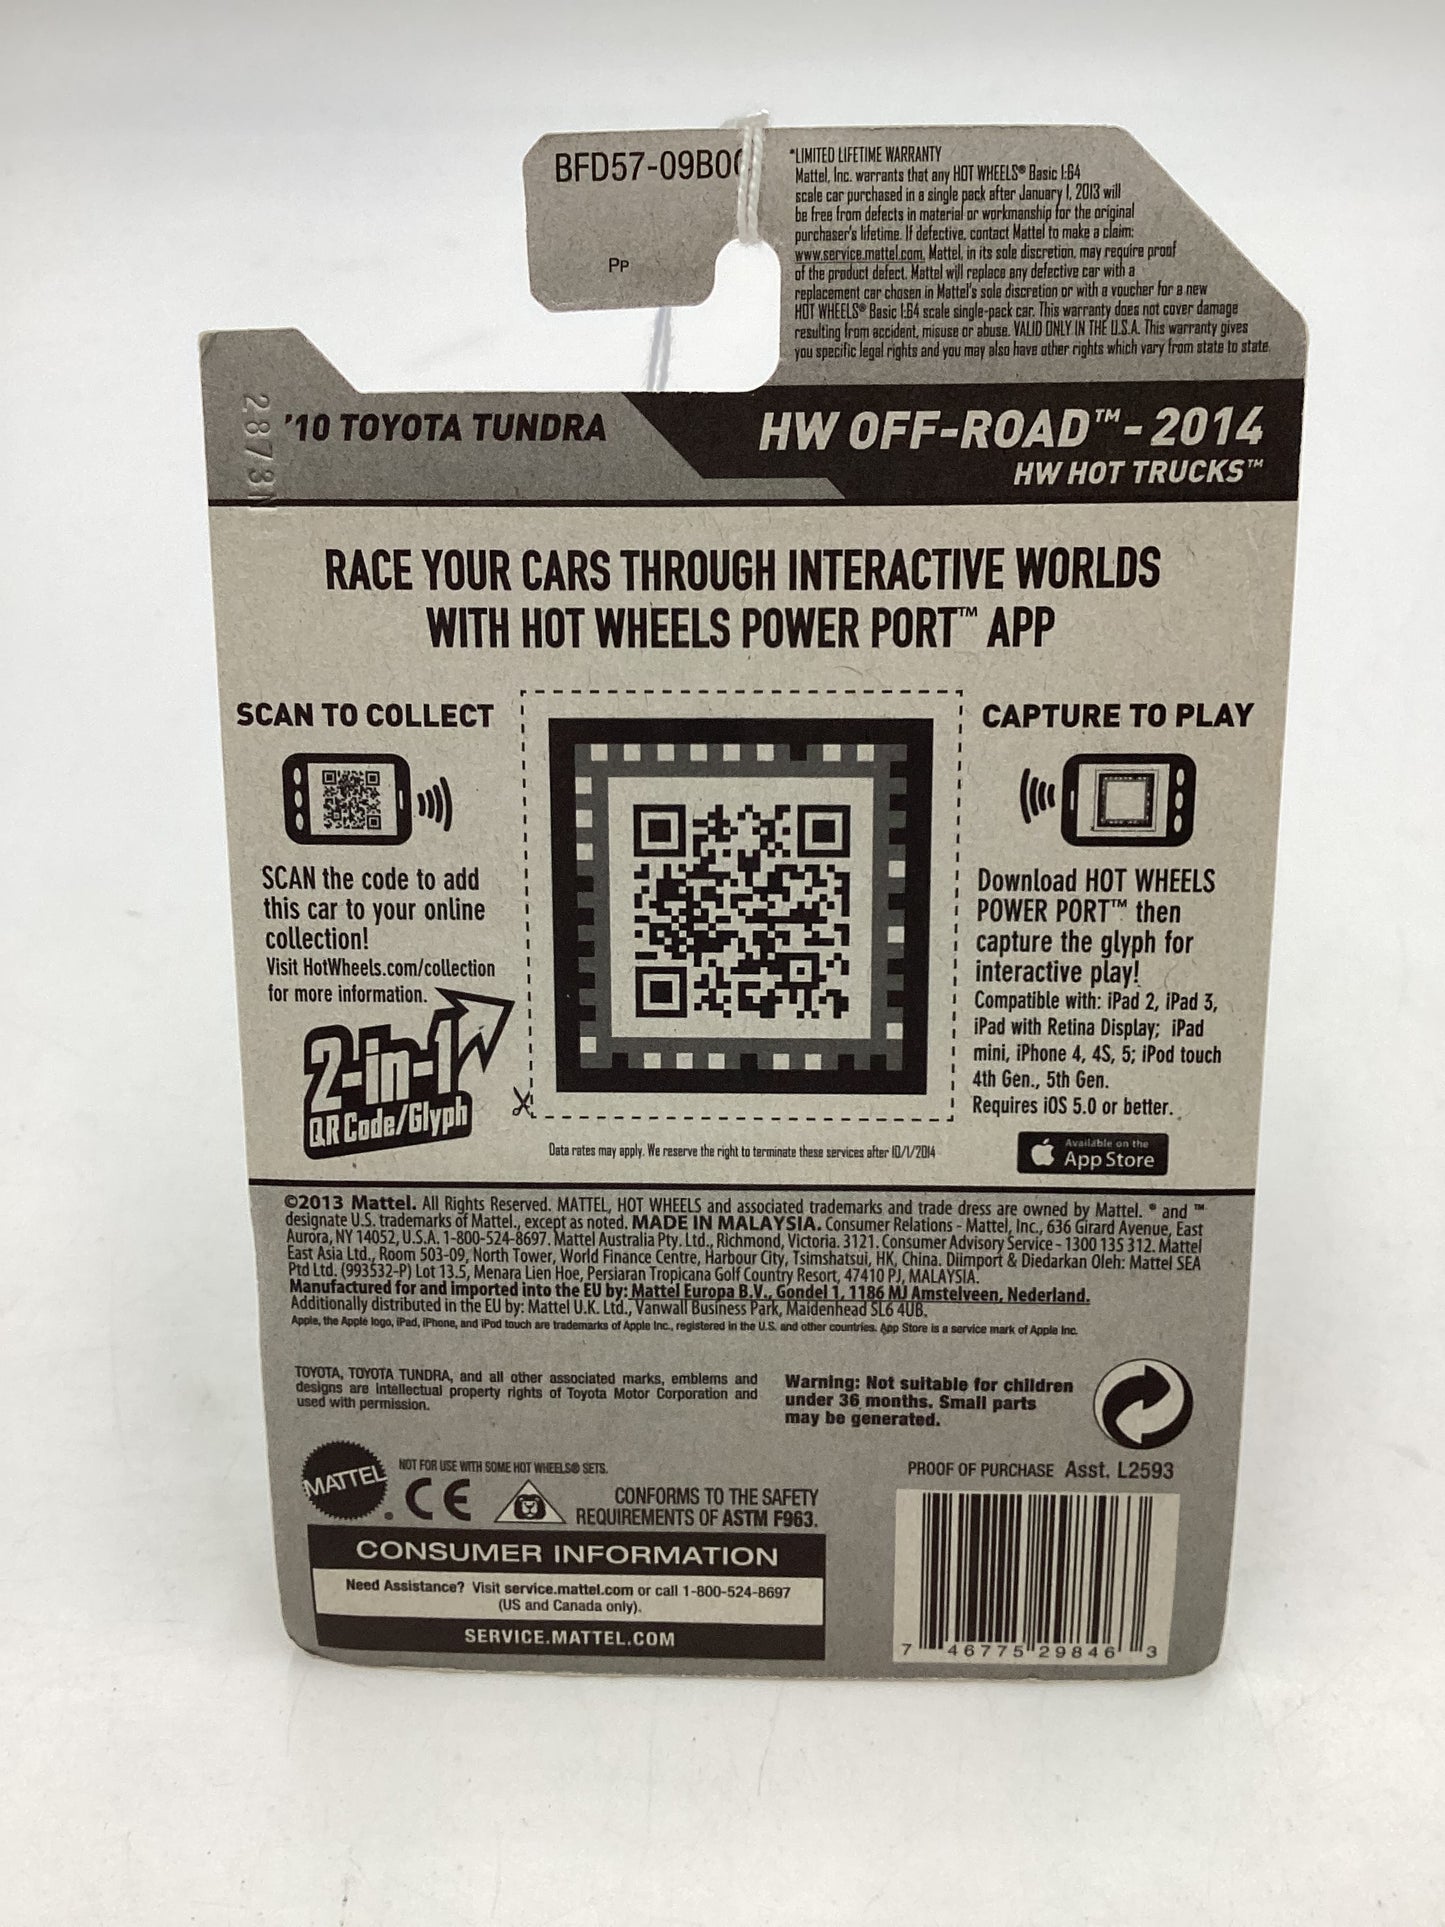 BFD57-09B0
Pp
*LIMITED LIFETIME WARRANTY
Mattel, Inc. warrants that any HOT WHEELS® Basic 1:64
scale car purchased in a single pack after January 1, 2013 will
be free from defects in material or workmanship for the original
purchaser's lifetime. If defective, contact Mattel to make a claim:
www.service.mattel.com. Mattel, in its sole discretion, may require proof
of the product defect. Mattel will replace any defective car with a
replacement car chosen in Mattel's sole discretion or with a voucher for a new
HOT WHEELS® Basic 1:64 scale single-pack car. This warranty does not cover damage
resulting from accident, misuse or abuse. VALID ONLY IN THE U.S.A. This warranty gives
you specific legal rights and you may also have other rights which vary from state to state.
'10 TOYOTA TUNDRA
HW OFF-ROAD™-2014
HW HOT TRUCKS™
RACE YOUR CARS THROUGH INTERACTIVE WORLDS
WITH HOT WHEELS POWER PORT™ APP
SCAN TO COLLECT
SCAN the code to add
this car to your online
collection!
Visit HotWheels.com/collection
for more information.
2-in-1
QR Code/Glyph
CAPTURE TO PLAY
Download HOT WHEELS
POWER PORT™ then
capture the glyph for
interactive play!
Compatible with: iPad 2, iPad 3,
iPad with Retina Display; iPad
mini, iPhone 4, 4S, 5; iPod touch
4th Gen., 5th Gen.
Requires iOS 5.0 or better.
Available on the
App Store
Data rates may apply. We reserve the right to terminate these services after 10/1/2014
©2013 Mattel. All Rights Reserved. MATTEL, HOT WHEELS and associated trademarks and trade dress are owned by Mattel. ® and ™
designate U.S. trademarks of Mattel., except as noted. MADE IN MALAYSIA. Consumer Relations - Mattel, Inc., 636 Girard Avenue, East
Aurora, NY 14052, U.S.A. 1-800-524-8697. Mattel Australia Pty. Ltd., Richmond, Victoria. 3121. Consumer Advisory Service - 1300 135 312. Mattel
East Asia Ltd., Room 503-09, North Tower, World Finance Centre, Harbour City, Tsimshatsui, HK, China. Diimport & Diedarkan Oleh: Mattel SEA
Ptd Ltd. (993532-P) Lot 13.5, Menara Lien Hoe, Persiaran Tropicana Golf Country Resort, 47410 PJ, MALAYSIA.
Manufactured for and imported into the EU by: Mattel Europa B.V., Gondel 1, 1186 MJ Amstelveen, Nederland.
Additionally distributed in the EU by: Mattel U.K. Ltd., Vanwall Business Park, Maidenhead SL6 4UB.
Apple, the Apple logo, iPad, iPhone, and iPod touch are trademarks of Apple Inc., registered in the U.S. and other countries. App Store is a service mark of Apple Inc.
TOYOTA, TOYOTA TUNDRA, and all other associated marks, emblems and
designs are intellectual property rights of Toyota Motor Corporation and
used with permission.
Warning: Not suitable for children
under 36 months. Small parts
may be generated.
MATTEL
NOT FOR USE WITH SOME HOT WHEELS® SETS.
CE
CONFORMS TO THE SAFETY
REQUIREMENTS OF ASTM F963.
PROOF OF PURCHASE Asst. L2593
CONSUMER INFORMATION
Need Assistance? Visit service.mattel.com or call 1-800-524-8697
(US and Canada only).
SERVICE.MATTEL.COM
7 46775 29846 3